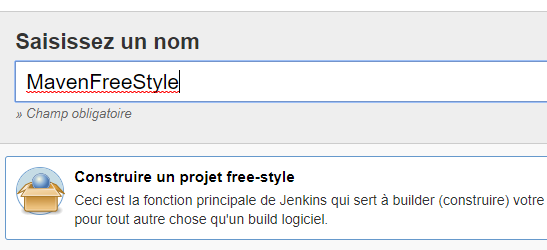 Saisissez un nom
MavenFreeStyle
» Champ obligatoire
Construire un projet free-style
Ceci est la fonction principale de Jenkins qui sert à builder (construire) votre
pour tout autre chose qu'un build logiciel.